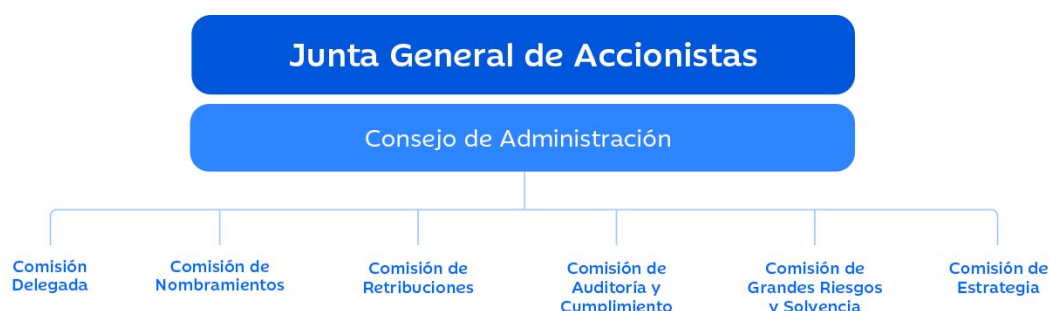 Junta General de Accionistas
Consejo de Administración
Comisión
Delegada
Comisión de
Nombramientos
Comisión de
Retribuciones
Comisión de
Auditoría y
Cumplimiento
Comisión de
Grandes Riesgos
y Solvencia
Comisión de
Estrategia